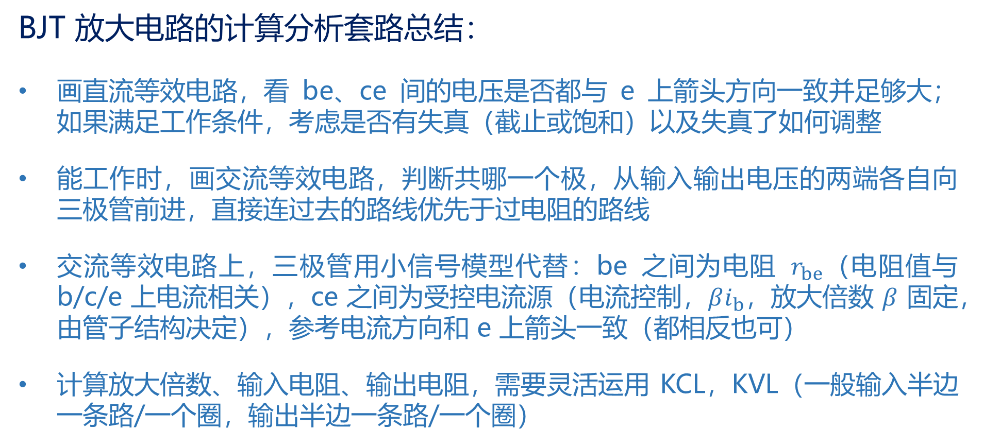 BJT 放大电路的计算分析套路总结：
• 画直流等效电路，看 be、ce 间的电压是否都与 e 上箭头方向一致并足够大；
如果满足工作条件，考虑是否有失真（截止或饱和）以及失真了如何调整
• 能工作时，画交流等效电路，判断共哪一个极，从输入输出电压的两端各自向
三极管前进，直接连过去的路线优先于过电阻的路线
• 交流等效电路上，三极管用小信号模型代替：be 之间为电阻 r_be（电阻值与
b/c/e 上电流相关），ce 之间为受控电流源（电流控制，βi_b，放大倍数 β 固定，
由管子结构决定），参考电流方向和 e 上箭头一致（都相反也可）
• 计算放大倍数、输入电阻、输出电阻，需要灵活运用 KCL，KVL（一般输入半边
一条路/一个圈，输出半边一条路/一个圈）